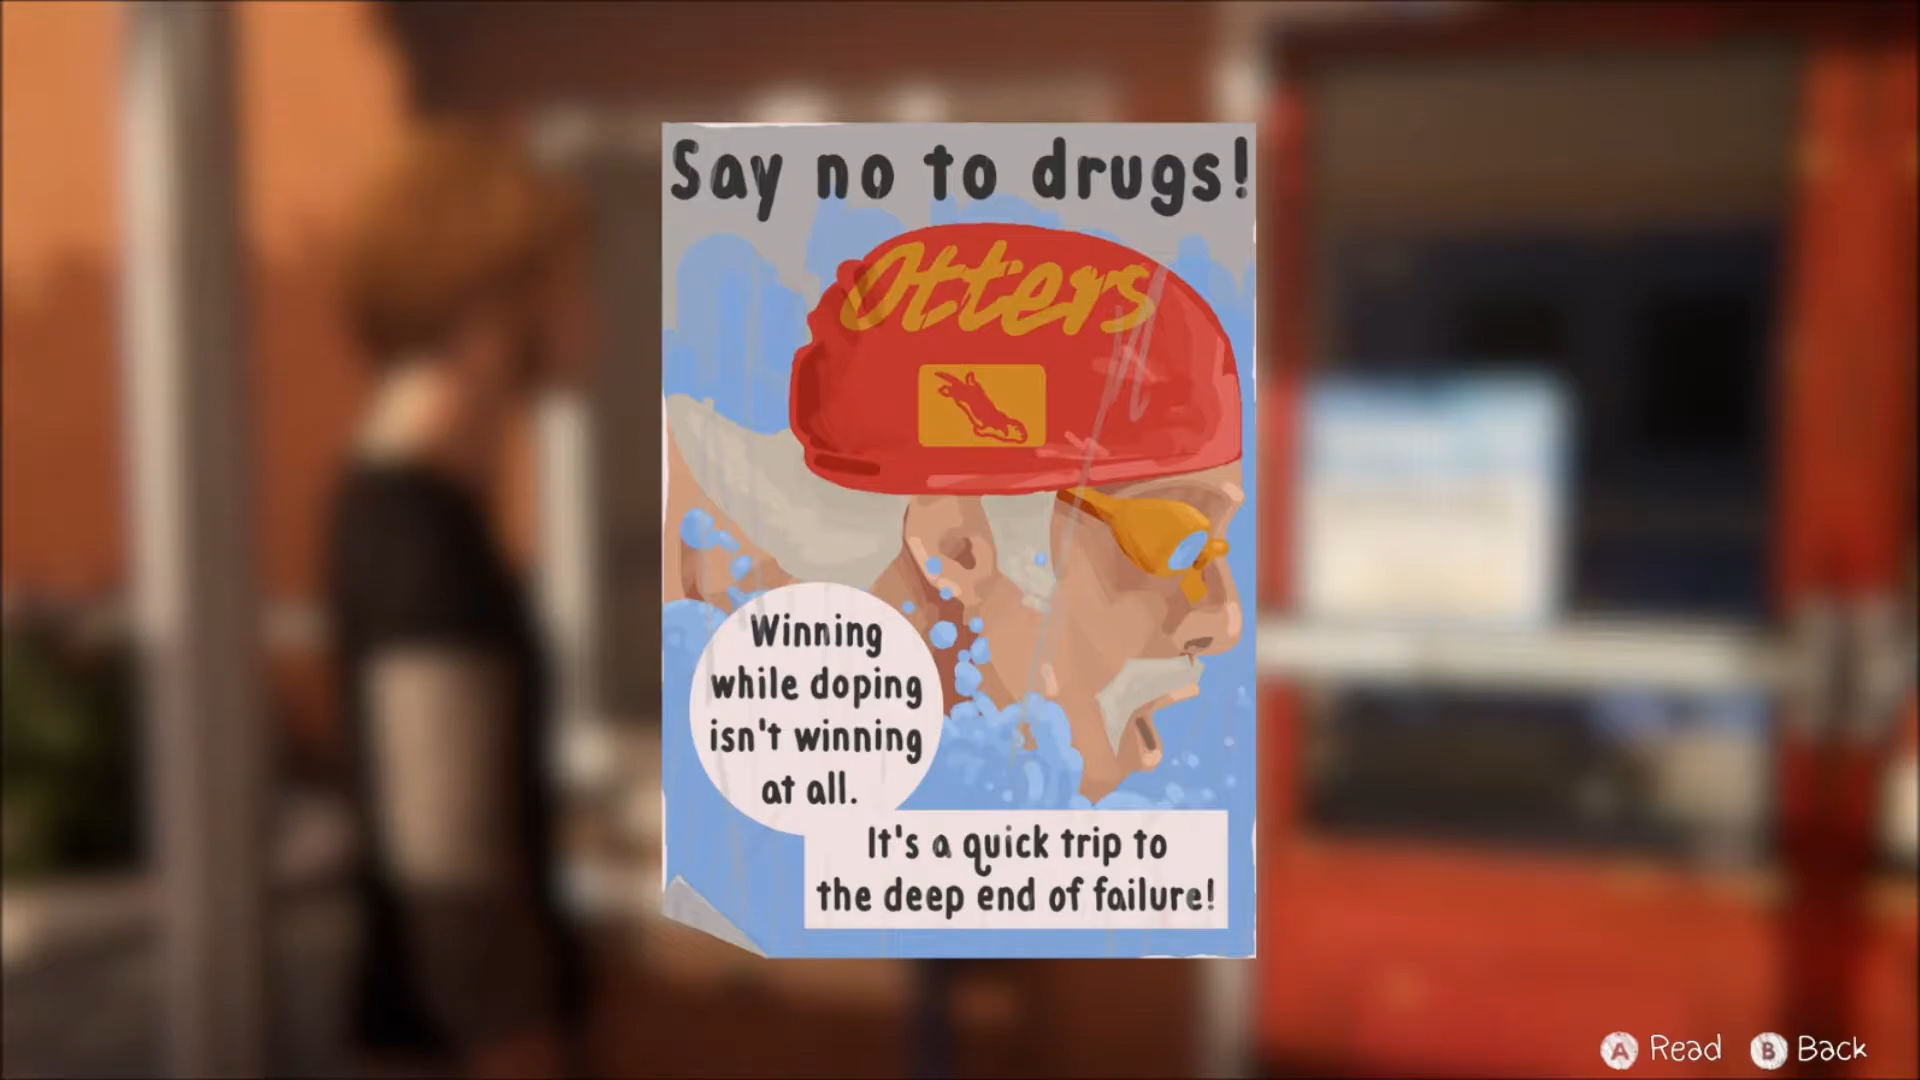 Say no to drugs!
Otters
Winning
while doping
isn't winning
at all.
It's a quick trip to
the deep end of failure!
A Read B Back